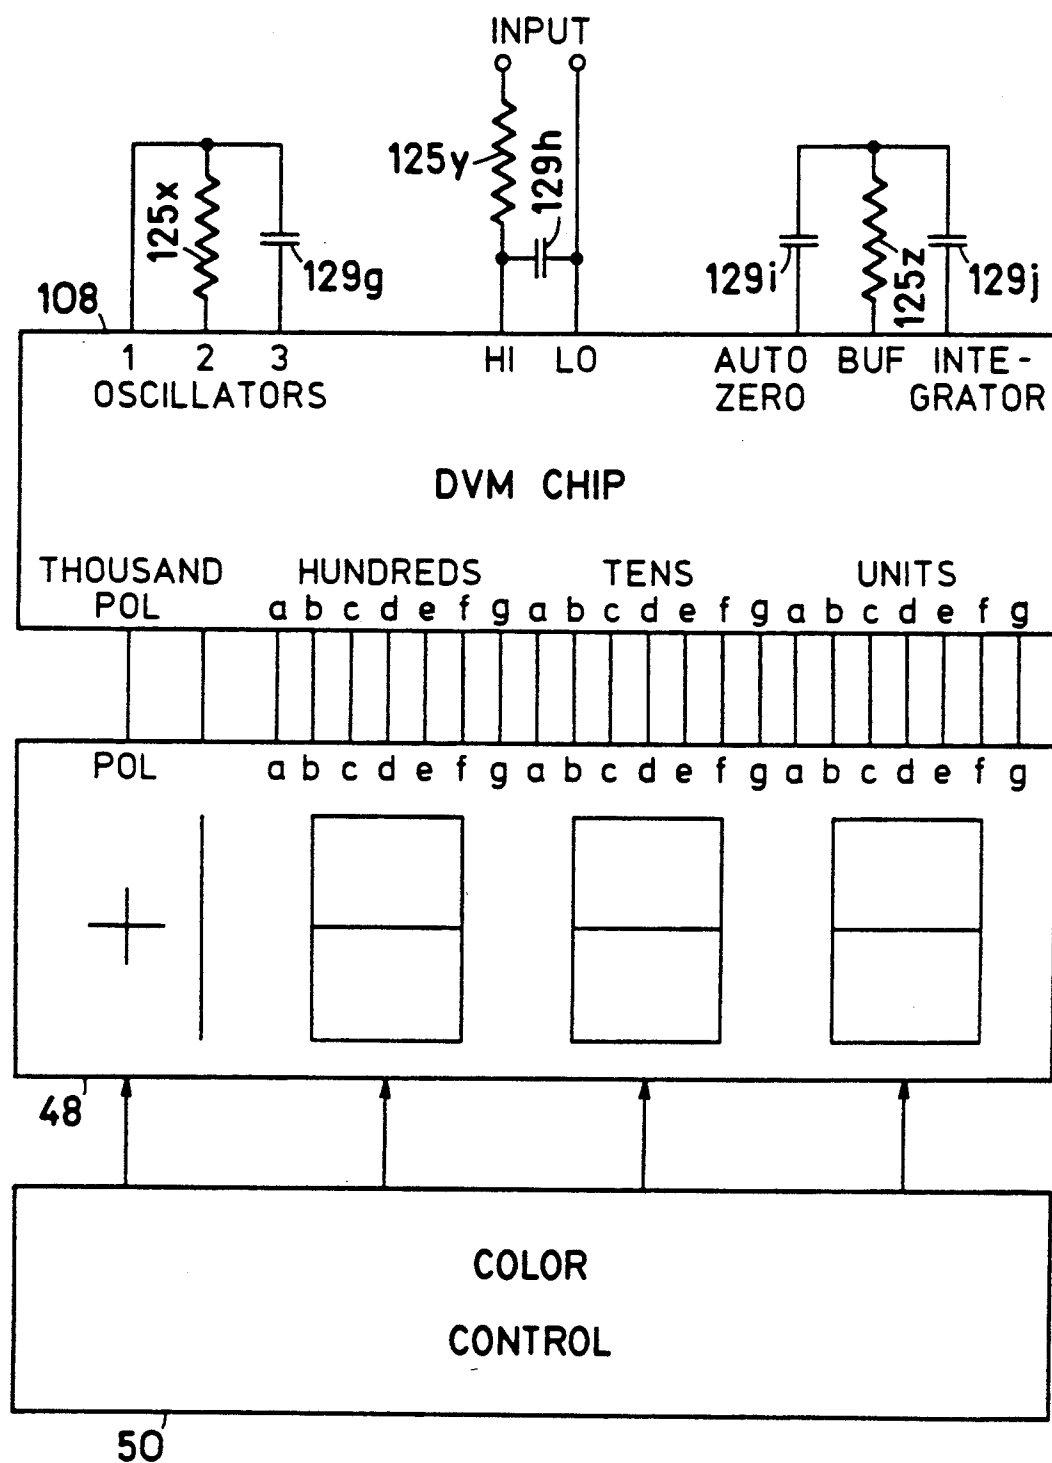 INPUT
125x
129g
125y
129h
129i
125z
129j
108
1 2 3
OSCILLATORS
HI LO
AUTO ZERO
BUF
INTE-
GRATOR
DVM CHIP
THOUSAND HUNDREDS TENS UNITS
POL a b c d e f g a b c d e f g a b c d e f g
POL a b c d e f g a b c d e f g a b c d e f g
48
COLOR
CONTROL
50